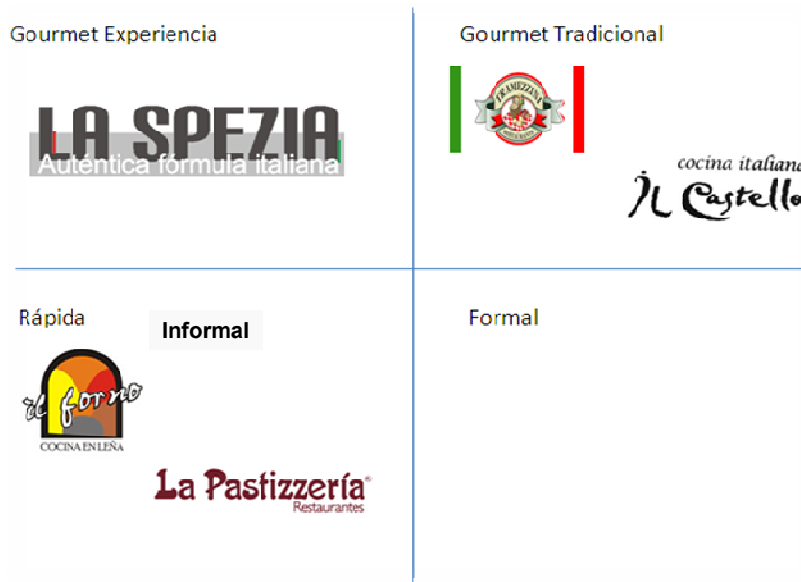 Gourmet Experiencia
LA SPEZIA
Auténtica fórmula italiana
Gourmet Tradicional
TRAMEZZINI
cocina italiana
IL Castello
Rápida
Informal
il forno
COCINA EN LEÑA
La Pastizzería®
Restaurantes
Formal